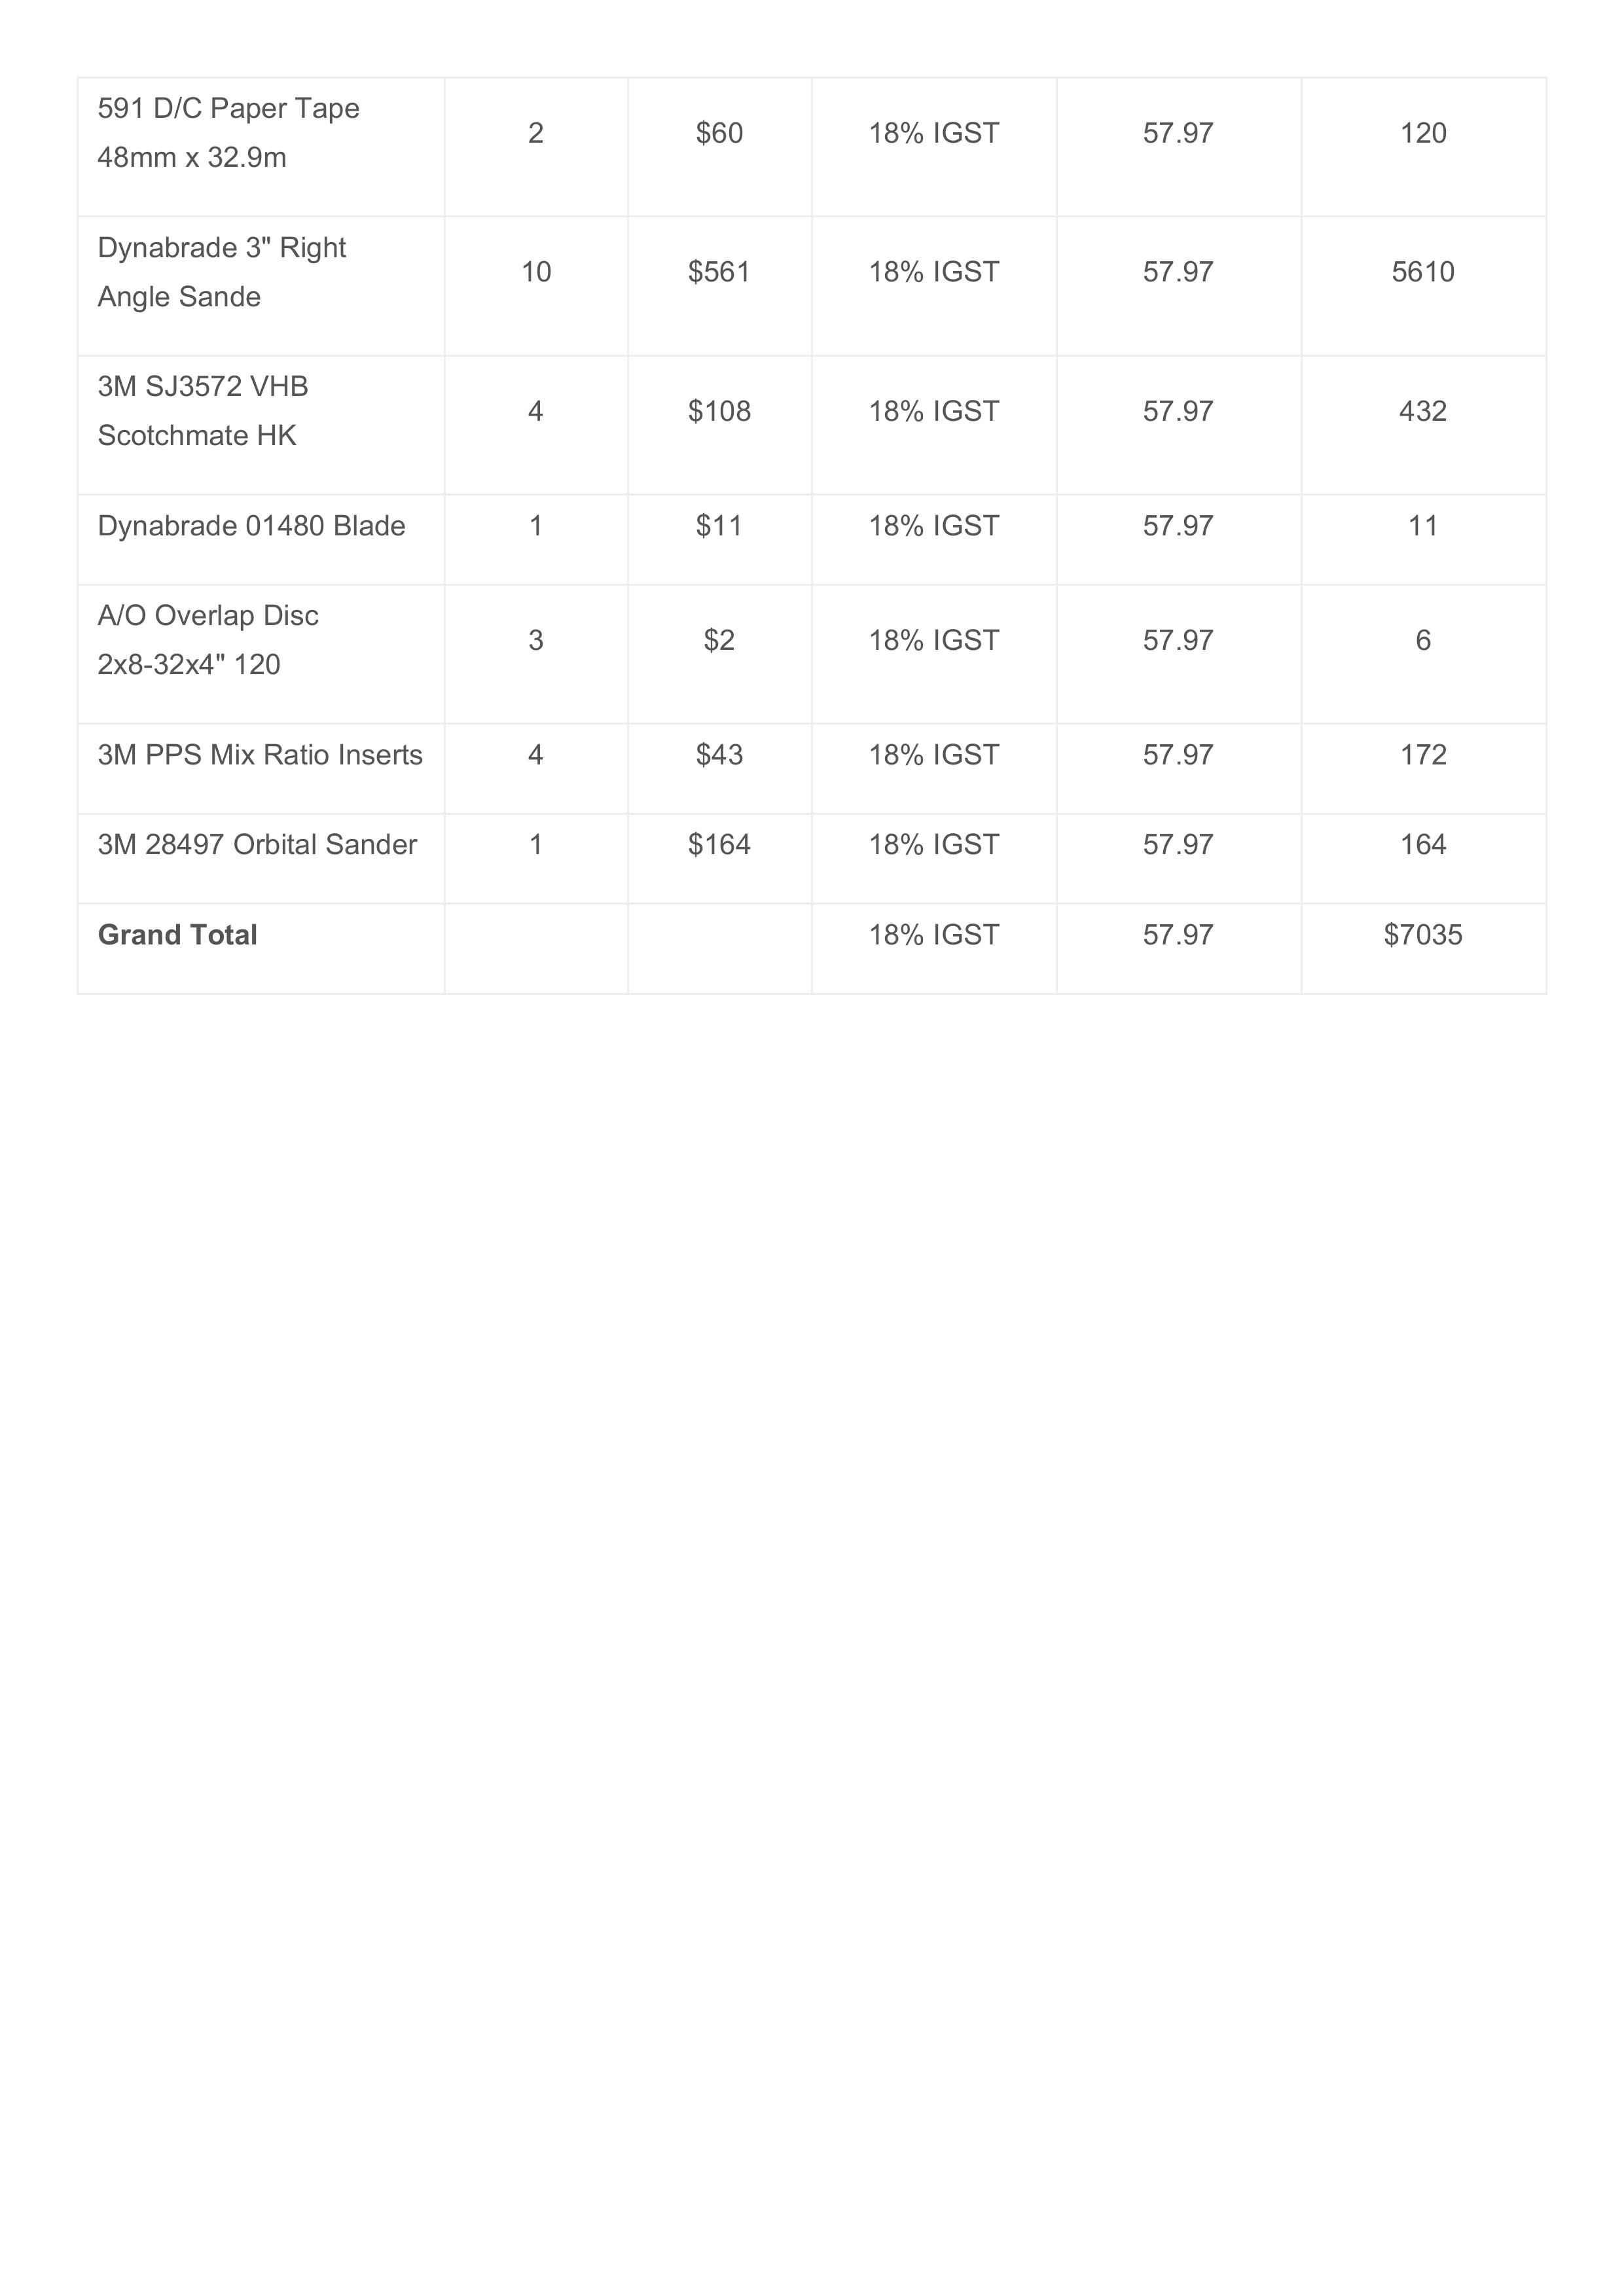 591 D/C Paper Tape
48mm x 32.9m
2 $60 18% IGST 57.97 120
Dynabrade 3" Right
Angle Sande
10 $561 18% IGST 57.97 5610
3M SJ3572 VHB
Scotchmate HK
4 $108 18% IGST 57.97 432
Dynabrade 01480 Blade 1 $11 18% IGST 57.97 11
A/O Overlap Disc
2x8-32x4" 120
3 $2 18% IGST 57.97 6
3M PPS Mix Ratio Inserts 4 $43 18% IGST 57.97 172
3M 28497 Orbital Sander 1 $164 18% IGST 57.97 164
Grand Total 18% IGST 57.97 $7035